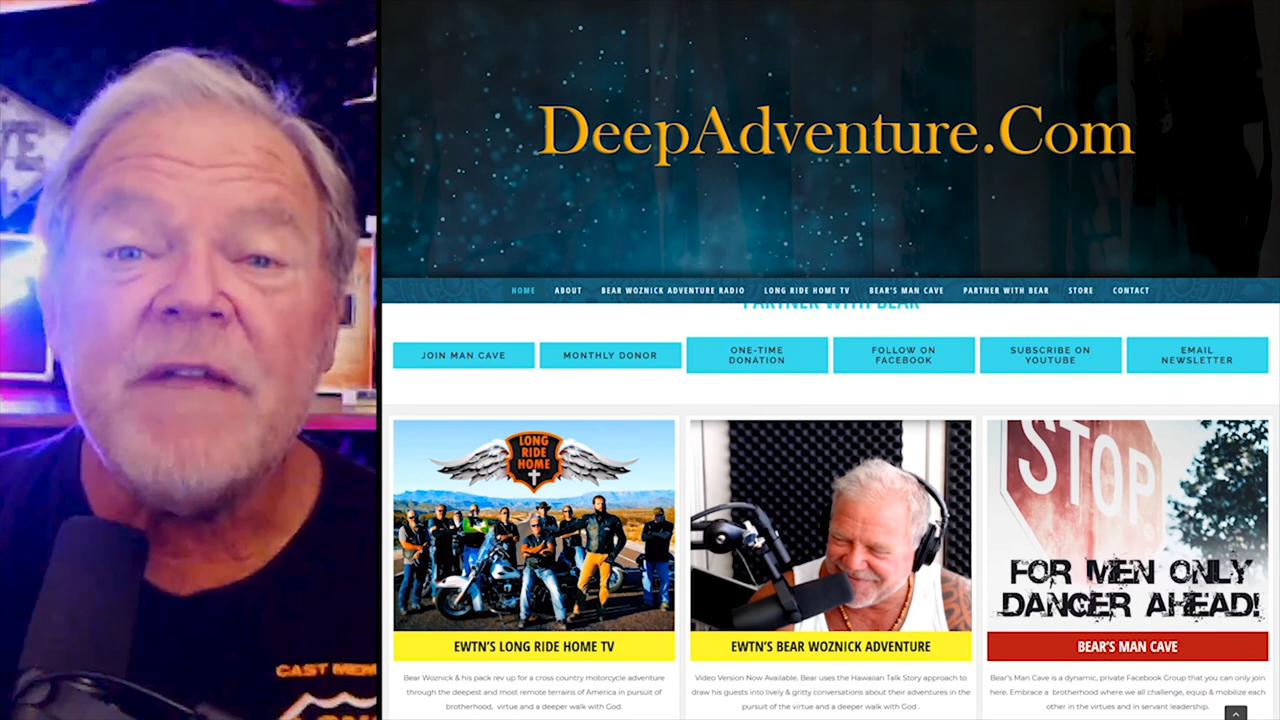 DeepAdventure.Com
HOME ABOUT BEAR WOZNICK ADVENTURE RADIO LONG RIDE HOME TV BEAR'S MAN CAVE PARTNER WITH BEAR STORE CONTACT
PARTNER WITH BEAR
JOIN MAN CAVE
MONTHLY DONOR
ONE-TIME
DONATION
FOLLOW ON
FACEBOOK
SUBSCRIBE ON
YOUTUBE
EMAIL
NEWSLETTER
LONG
RIDE
HOME
EWTN'S LONG RIDE HOME TV
Bear Woznick & his pack rev up for a cross country motorcycle adventure
through the deepest and most remote terrains of America in pursuit of
brotherhood, virtue and a deeper walk with God.
EWTN'S BEAR WOZNICK ADVENTURE
Video Version Now Available. Bear uses the Hawaiian Talk Story approach to
draw his guests into lively & gritty conversations about their adventures in the
pursuit of the virtue and a deeper walk with God .
STOP
FOR MEN ONLY
DANGER AHEAD!
BEAR'S MAN CAVE
Bear's Man Cave is a dynamic, private Facebook Group that you can only join
here. Embrace a brotherhood where we all challenge, equip & mobilize each
other in the virtues and in servant leadership.
CAST MEM